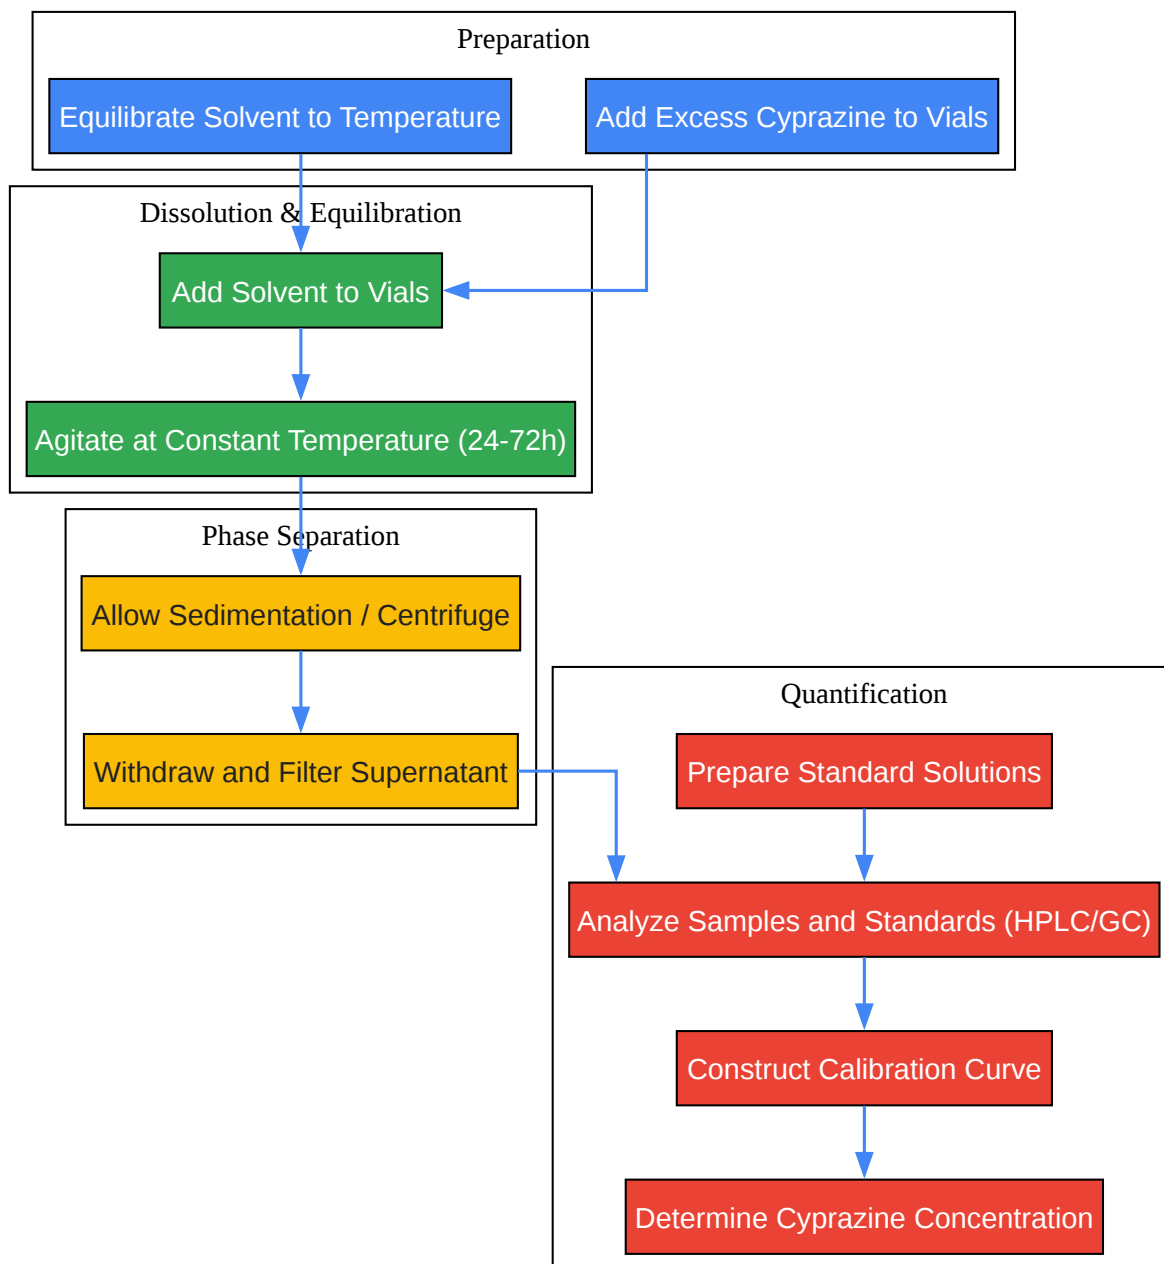 Preparation
Equilibrate Solvent to Temperature
Add Excess Cyprazine to Vials
Dissolution & Equilibration
Add Solvent to Vials
Agitate at Constant Temperature (24-72h)
Phase Separation
Allow Sedimentation / Centrifuge
Withdraw and Filter Supernatant
Quantification
Prepare Standard Solutions
Analyze Samples and Standards (HPLC/GC)
Construct Calibration Curve
Determine Cyprazine Concentration